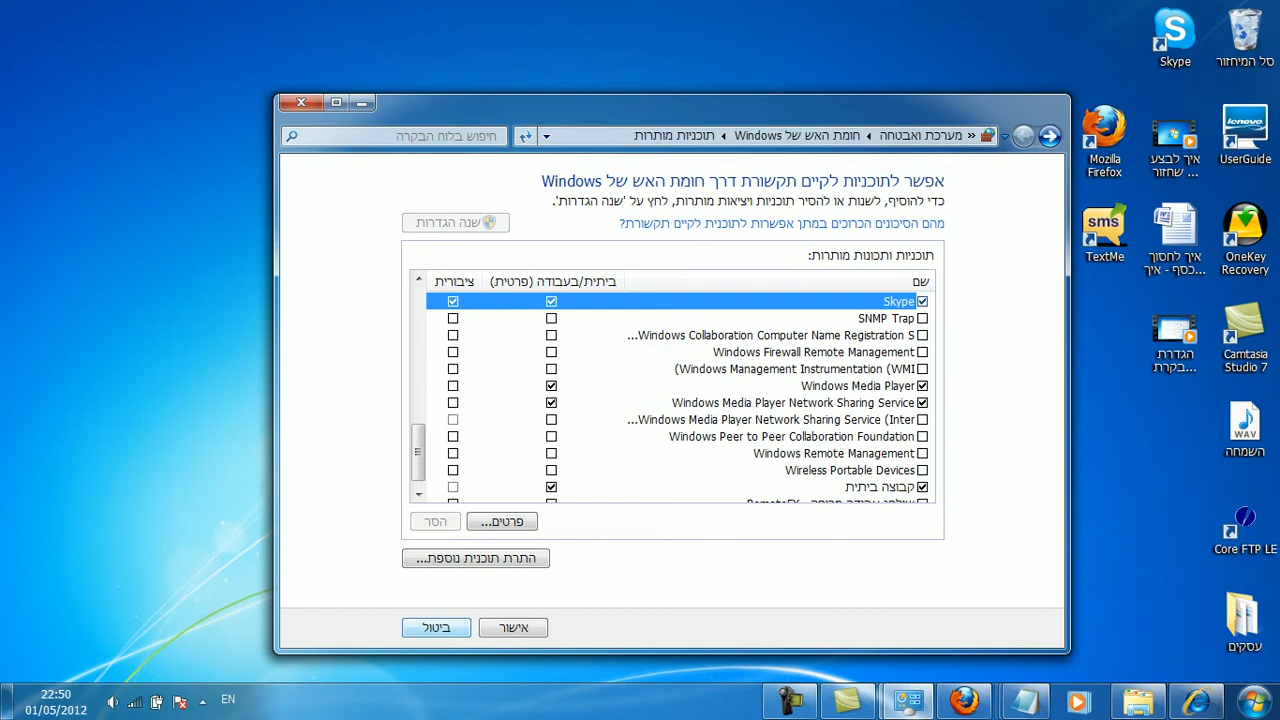 Skype
סל המיחזור
Mozilla
Firefox
איך לבצע
שחזור ...
UserGuide
TextMe
איך לחסוך
כסף - איך...
OneKey
Recovery
הגדרת
בקרת...
Camtasia
Studio 7
השמחה
Core FTP LE
עסקים
» מערכת ואבטחה
חומת האש של Windows
תוכניות מותרות
חיפוש בלוח הבקרה
אפשר לתוכניות לקיים תקשורת דרך חומת האש של Windows
כדי להוסיף, לשנות או להסיר תוכניות ויציאות מותרות, לחץ על 'שנה הגדרות'.
שנה הגדרות
מהם הסיכונים הכרוכים במתן אפשרות לתוכנית לקיים תקשורת?
תוכניות ותכונות מותרות:
שם
ביתית/בעבודה (פרטית)
ציבורית
Skype
SNMP Trap
...Windows Collaboration Computer Name Registration S
Windows Firewall Remote Management
(Windows Management Instrumentation (WMI
Windows Media Player
Windows Media Player Network Sharing Service
...Windows Media Player Network Sharing Service (Inter
Windows Peer to Peer Collaboration Foundation
Windows Remote Management
Wireless Portable Devices
קבוצה ביתית
פרטים...
הסר
התרת תוכנית נוספת...
אישור
ביטול
EN
22:50
01/05/2012